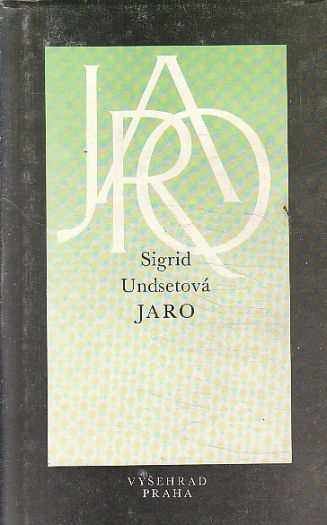 JARO
Sigrid
Undsetová
JARO
VYŠEHRAD
PRAHA